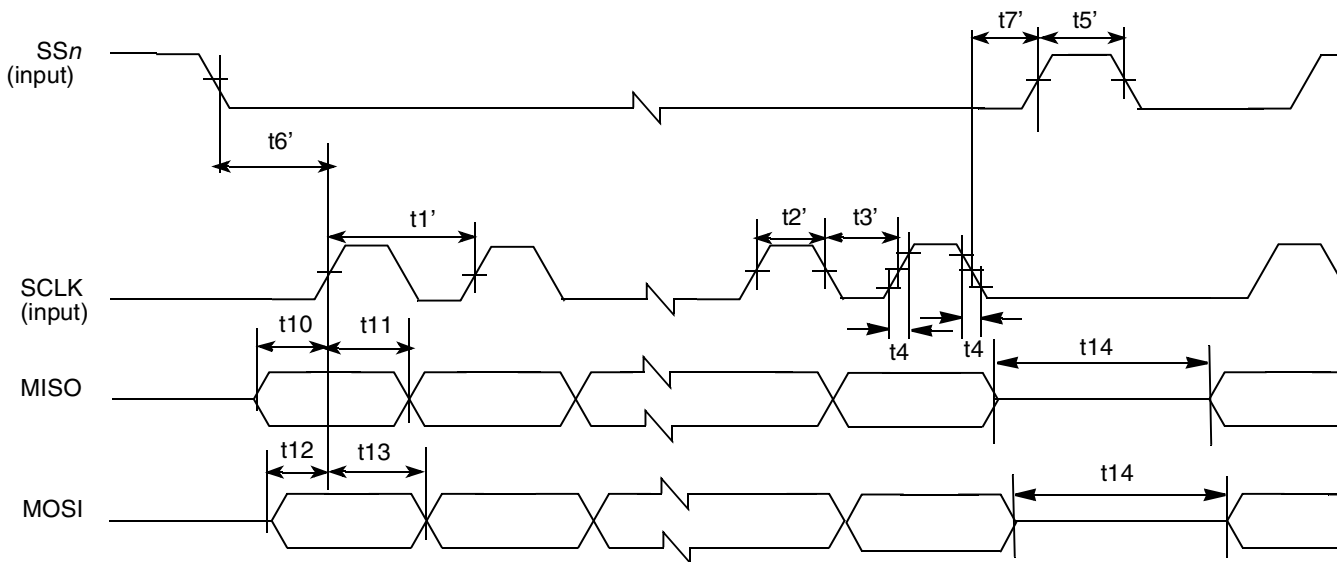 t7’ t5’
SSn
(input)
t6’
t1’ t2’ t3’
SCLK
(input)
t10 t11 t4 t4 t14
MISO
t12 t13 t14
MOSI